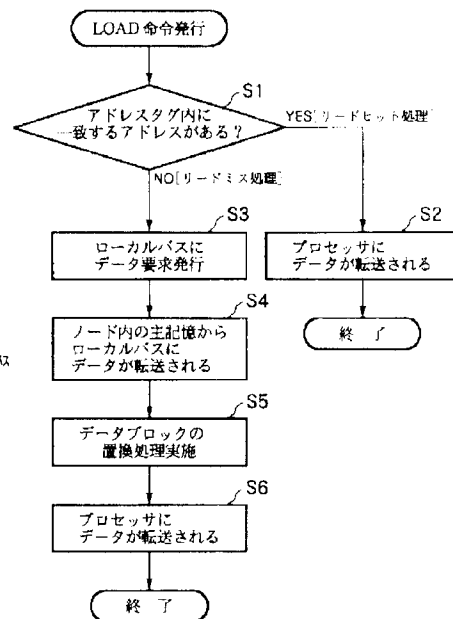 LOAD 命令発行
S1
アドレスタグ内に
一致するアドレスがある?
YES[リードヒット処理]
NO[リードミス処理]
S3
ローカルバスに
データ要求発行
S2
プロセッサに
データが転送される
終 了
S4
ノード内の主記憶から
ローカルバスに
データが転送される
ス
S5
データブロックの
置換処理実施
S6
プロセッサに
データが転送される
終 了